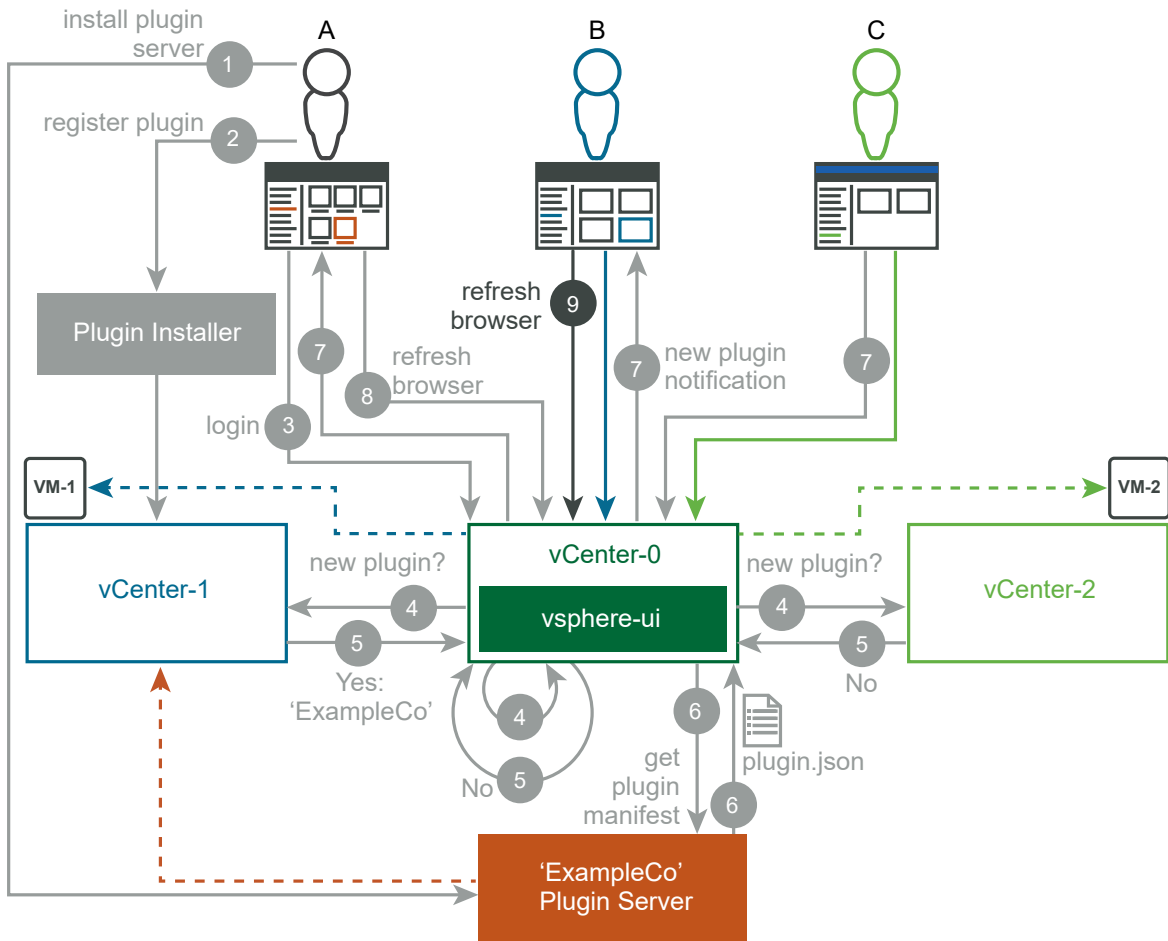 install plugin
server
A
B
C
1
register plugin
2
Plugin Installer
refresh
browser
9
7
refresh
browser
8
7
new plugin
notification
7
login
3
VM-1
VM-2
vCenter-1
vCenter-0
vsphere-ui
vCenter-2
new plugin?
4
new plugin?
4
5
Yes:
‘ExampleCo’
5
No
4
No
5
6
get
plugin
manifest
plugin.json
6
‘ExampleCo’
Plugin Server